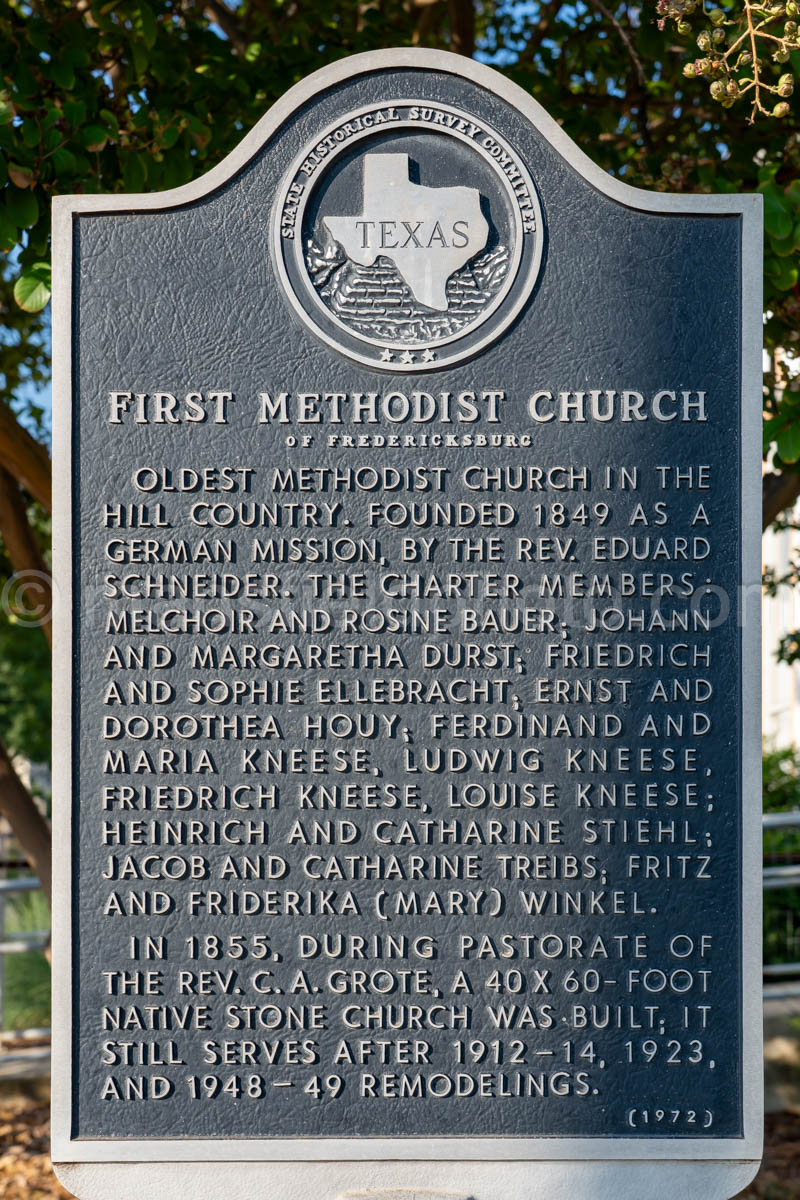 STATE HISTORICAL SURVEY COMMITTEE
TEXAS
FIRST METHODIST CHURCH
OF FREDERICKSBURG
OLDEST METHODIST CHURCH IN THE
HILL COUNTRY. FOUNDED 1849 AS A
GERMAN MISSION, BY THE REV. EDUARD
SCHNEIDER. THE CHARTER MEMBERS:
MELCHOIR AND ROSINE BAUER; JOHANN
AND MARGARETHA DURST; FRIEDRICH
AND SOPHIE ELLEBRACHT; ERNST AND
DOROTHEA HOUY; FERDINAND AND
MARIA KNEESE, LUDWIG KNEESE,
FRIEDRICH KNEESE, LOUISE KNEESE;
HEINRICH AND CATHARINE STIEHL;
JACOB AND CATHARINE TREIBS; FRITZ
AND FRIDERIKA (MARY) WINKEL.
IN 1855, DURING PASTORATE OF
THE REV. C. A. GROTE, A 40 X 60-FOOT
NATIVE STONE CHURCH WAS BUILT; IT
STILL SERVES AFTER 1912-14, 1923,
AND 1948-49 REMODELINGS.
(1972)